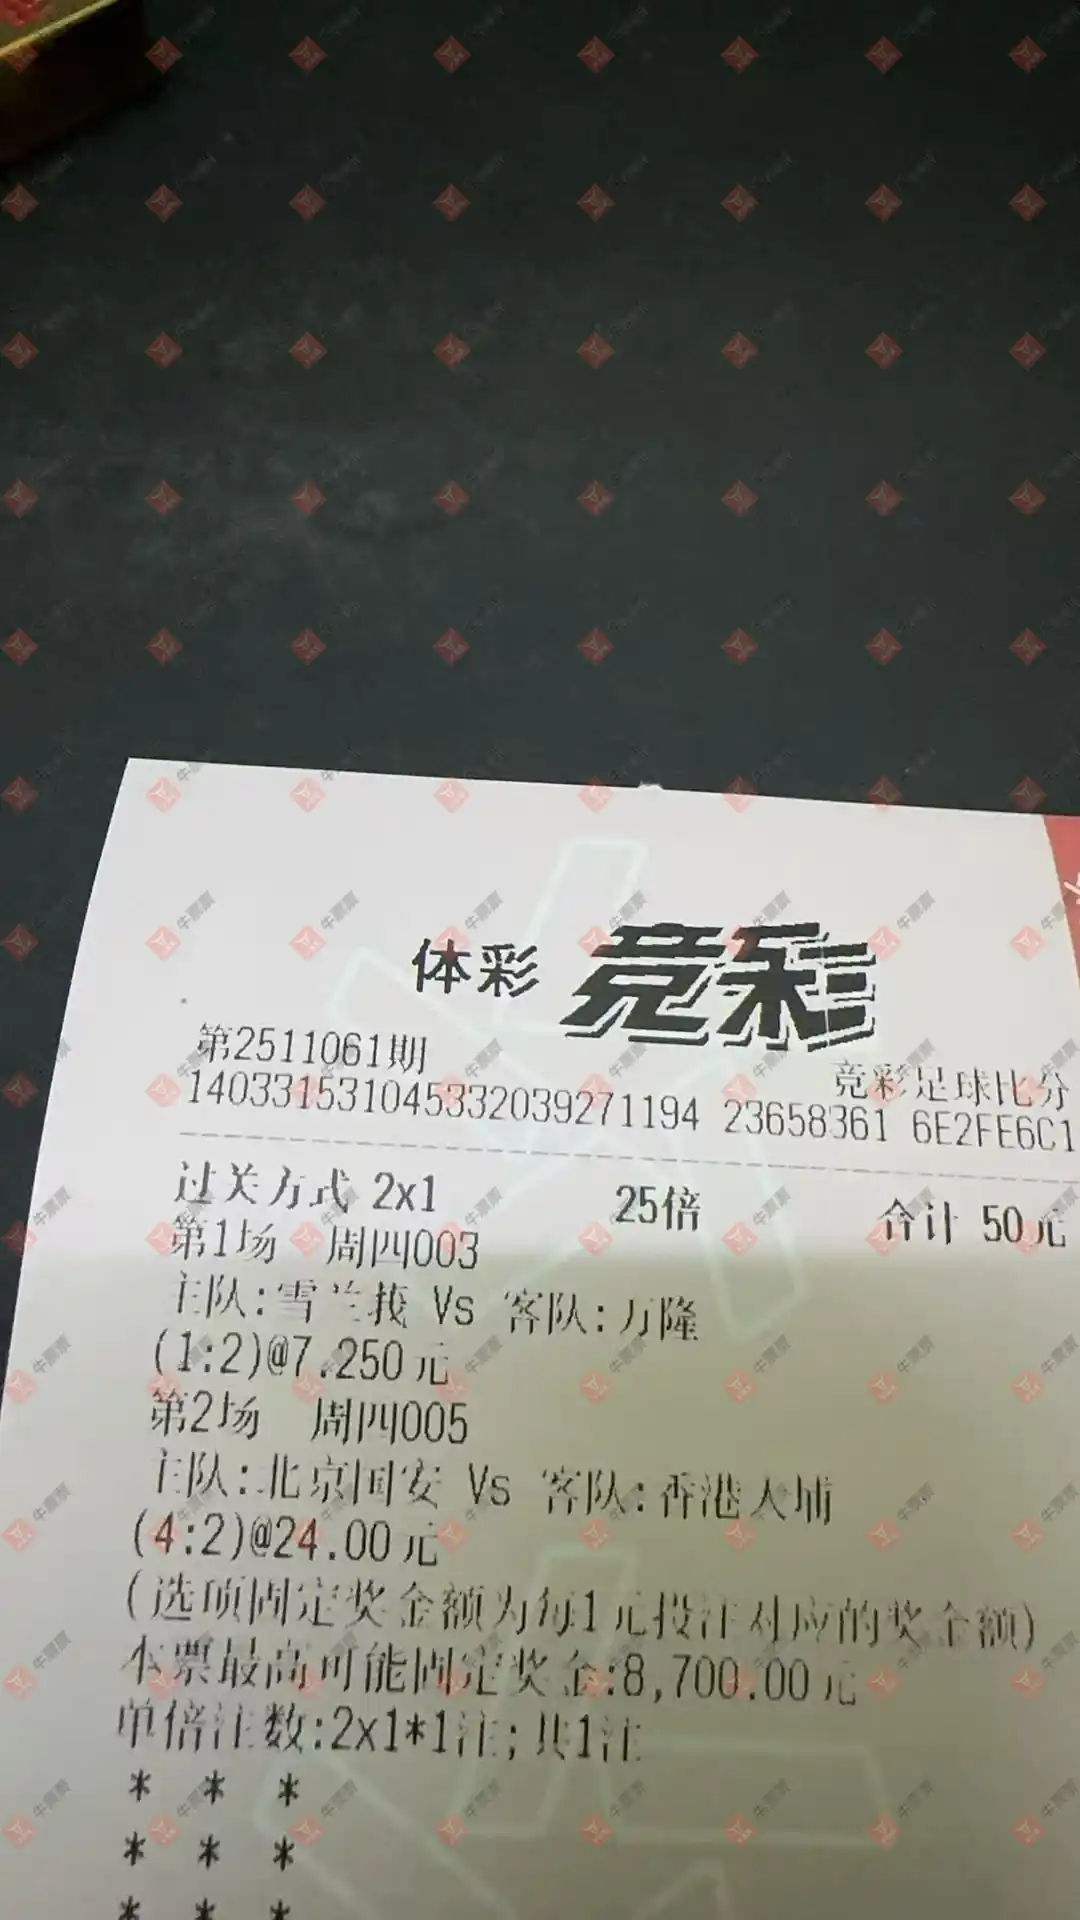 体彩 竞彩
第2511061期
竞彩足球比分
140331531045332039271194 23658361 6E2FE6C1
过关方式 2x1 25倍 合计 50元
第1场 周四003
主队:雪兰莪 Vs 客队:万隆
(1:2)@7.250元
第2场 周四005
主队:北京国安 Vs 客队:香港大埔
(4:2)@24.00元
(选项固定奖金额为每1元投注对应的奖金额)
本票最高可能固定奖金:8,700.00元
单倍注数:2x1*1注;共1注
* * *
* * *
* * *